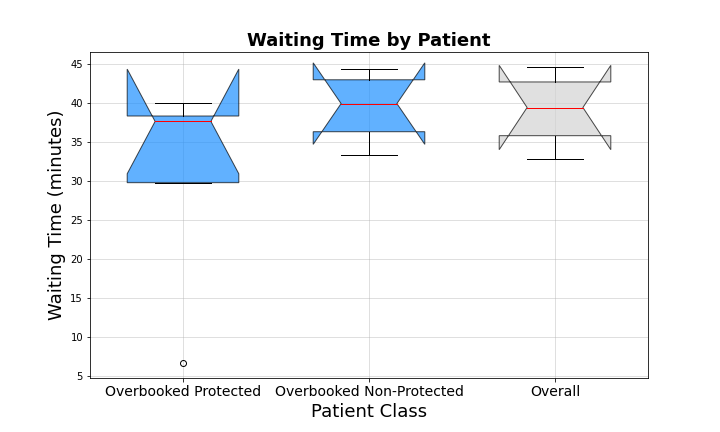 Waiting Time by Patient
Waiting Time (minutes)
45
40
35
30
25
20
15
10
5
Overbooked Protected
Overbooked Non-Protected
Overall
Patient Class